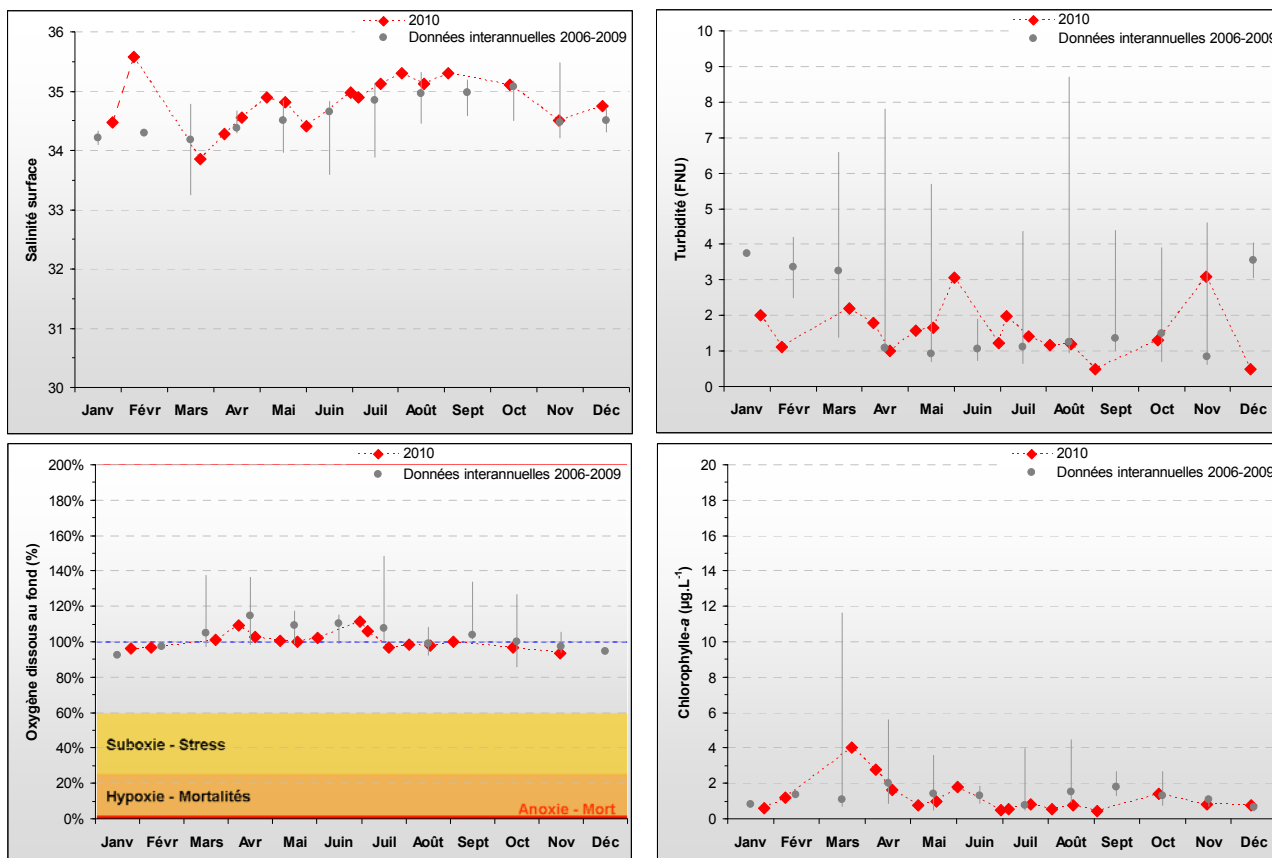 2010
Données interannuelles 2006-2009
Salinité surface
36
35
34
33
32
31
30
Janv Févr Mars Avr Mai Juin Juil Août Sept Oct Nov Déc
2010
Données interannuelles 2006-2009
Turbidité (FNU)
10
9
8
7
6
5
4
3
2
1
0
Janv Févr Mars Avr Mai Juin Juil Août Sept Oct Nov Déc
2010
Données interannuelles 2006-2009
Oxygène dissous au fond (%)
200%
180%
160%
140%
120%
100%
80%
60%
40%
20%
0%
Suboxie - Stress
Hypoxie - Mortalités
Anoxie - Mort
Janv Févr Mars Avr Mai Juin Juil Août Sept Oct Nov Déc
2010
Données interannuelles 2006-2009
Chlorophylle-a (µg.L⁻¹)
20
18
16
14
12
10
8
6
4
2
0
Janv Févr Mars Avr Mai Juin Juil Août Sept Oct Nov Déc